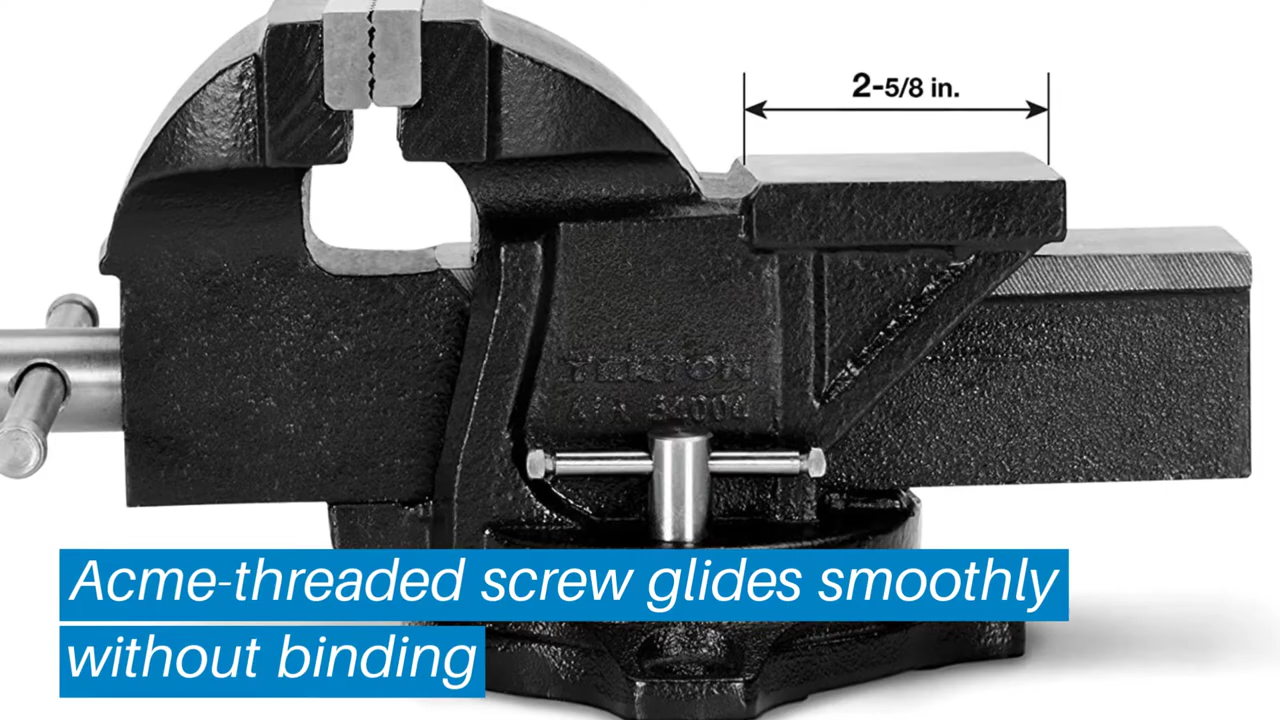 2-5/8 in.
TEKTON
Acme-threaded screw glides smoothly
without binding